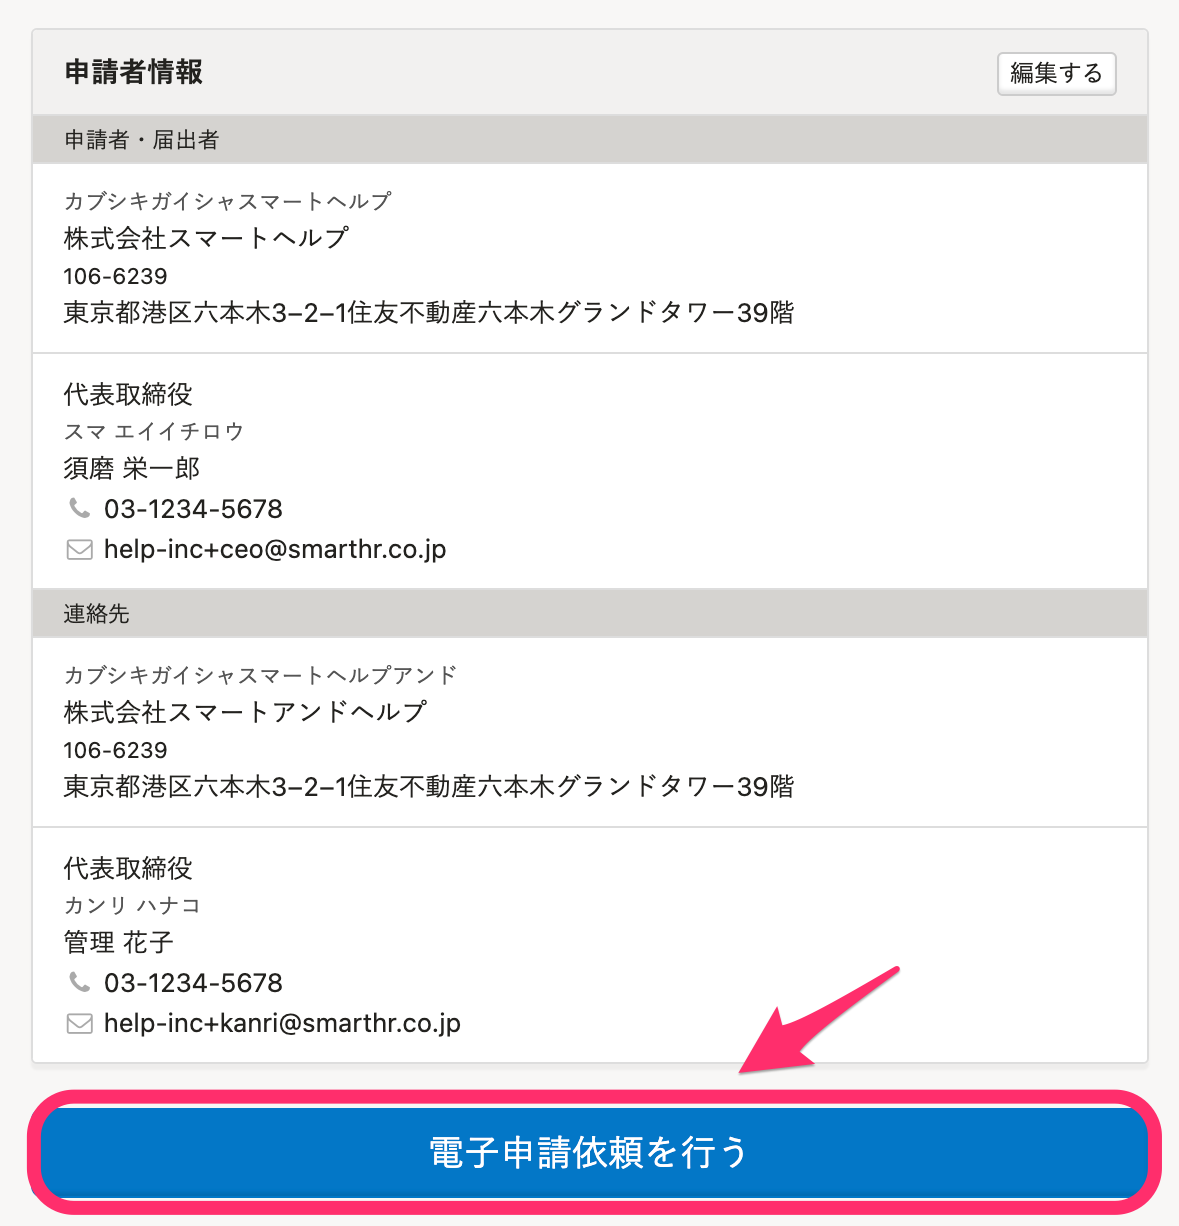 申請者情報
編集する
申請者・届出者
カブシキガイシャスマートヘルプ
株式会社スマートヘルプ
106-6239
東京都港区六本木3–2–1住友不動産六本木グランドタワー39階
代表取締役
スマ エイイチロウ
須磨 栄一郎
03-1234-5678
help-inc+ceo@smarthr.co.jp
連絡先
カブシキガイシャスマートヘルプアンド
株式会社スマートアンドヘルプ
106-6239
東京都港区六本木3–2–1住友不動産六本木グランドタワー39階
代表取締役
カンリ ハナコ
管理 花子
03-1234-5678
help-inc+kanri@smarthr.co.jp
電子申請依頼を行う